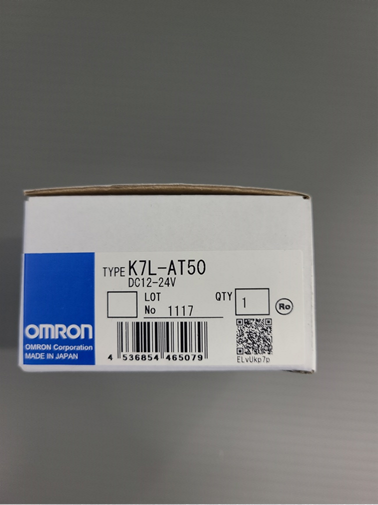 TYPE K7L-AT50
DC12-24V
LOT
No 1117
QTY 1
Ro
OMRON
OMRON Corporation
MADE IN JAPAN
4 536854 465079
ELvUkp7p